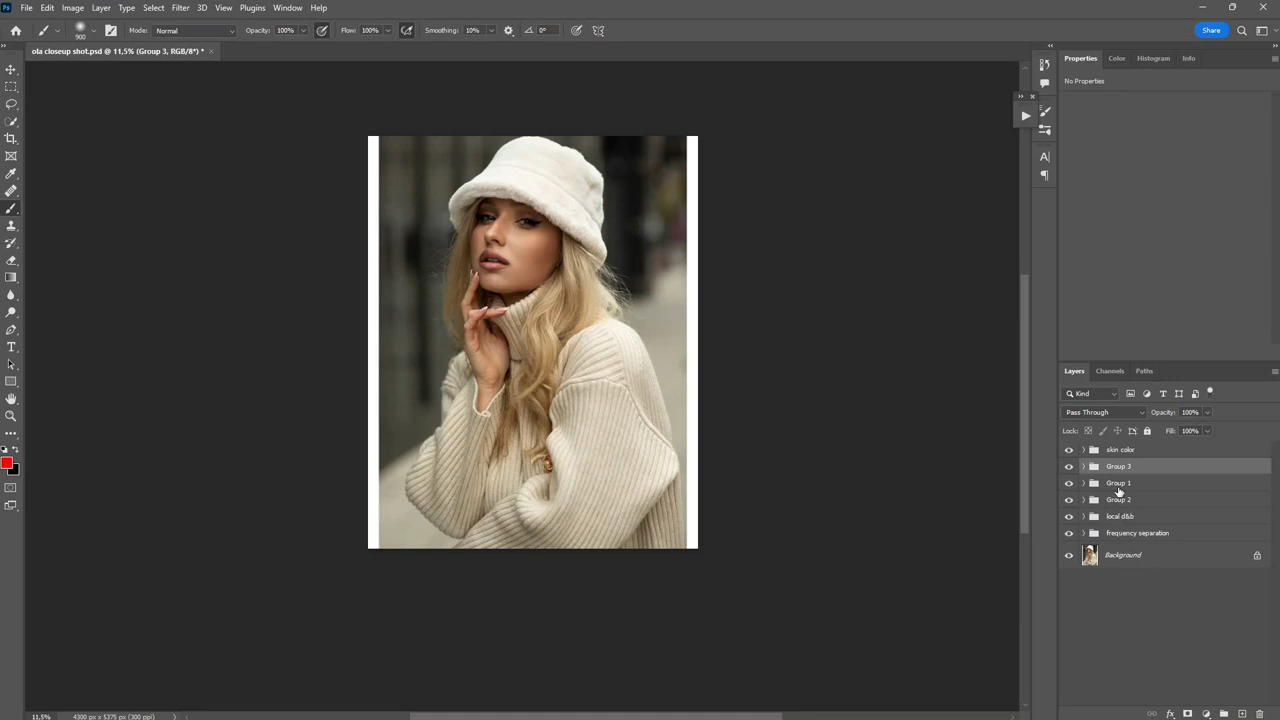 Ps File Edit Image Layer Type Select Filter 3D View Plugins Window Help
900 Mode: Normal Opacity: 100% Flow: 100% Smoothing: 10% 0° Share
ola closeup shot.psd @ 11,5% (Group 3, RGB/8*) * ×
Properties Color Histogram Info
No Properties
Layers Channels Paths
Kind
Pass Through Opacity: 100%
Lock: Fill: 100%
skin color
Group 3
Group 1
Group 2
local d&b
frequency separation
Background
11,5% 4300 px x 5375 px (300 ppi)